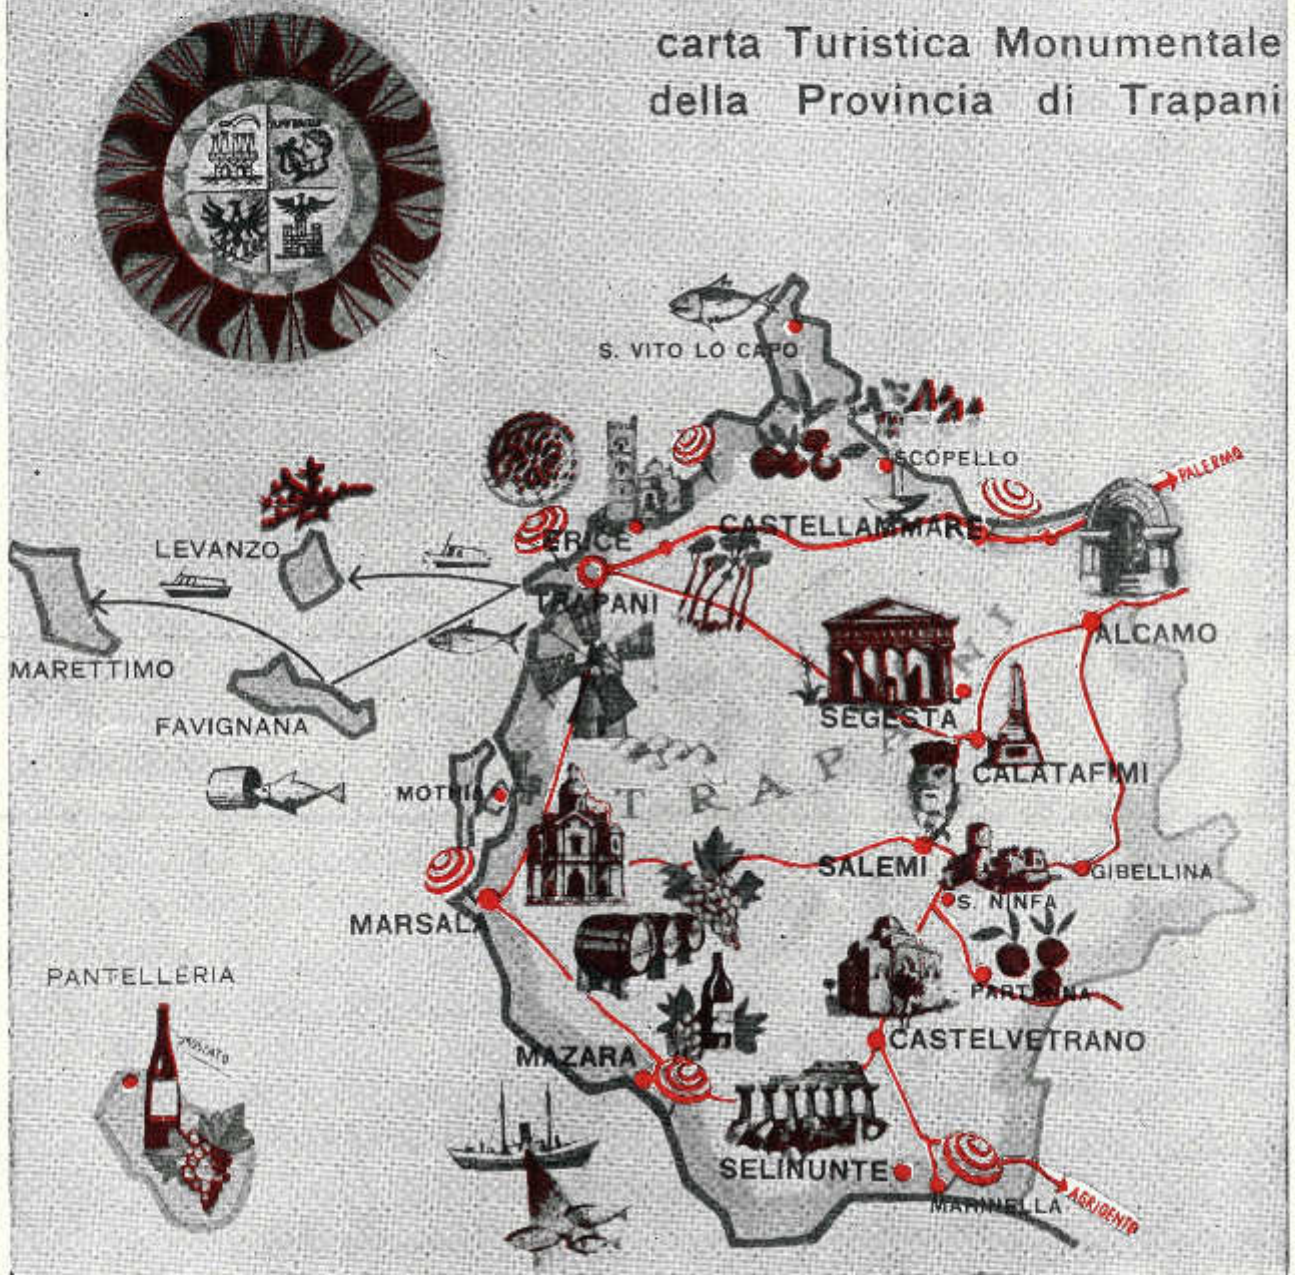 carta Turistica Monumentale
della Provincia di Trapani
S. VITO LO CAPO
SCOPELLO
PALERMO
CASTELLAMMARE
ERICE
LEVANZO
TRAPANI
ALCAMO
MARETTIMO
FAVIGNANA
SEGESTA
CALATAFIMI
MOTHIA
TRAPANI
SALEMI
GIBELLINA
S. NINFA
MARSALA
PANTELLERIA
PARTANNA
MOSCATO
CASTELVETRANO
MAZARA
SELINUNTE
MARINELLA
AGRIGENTO